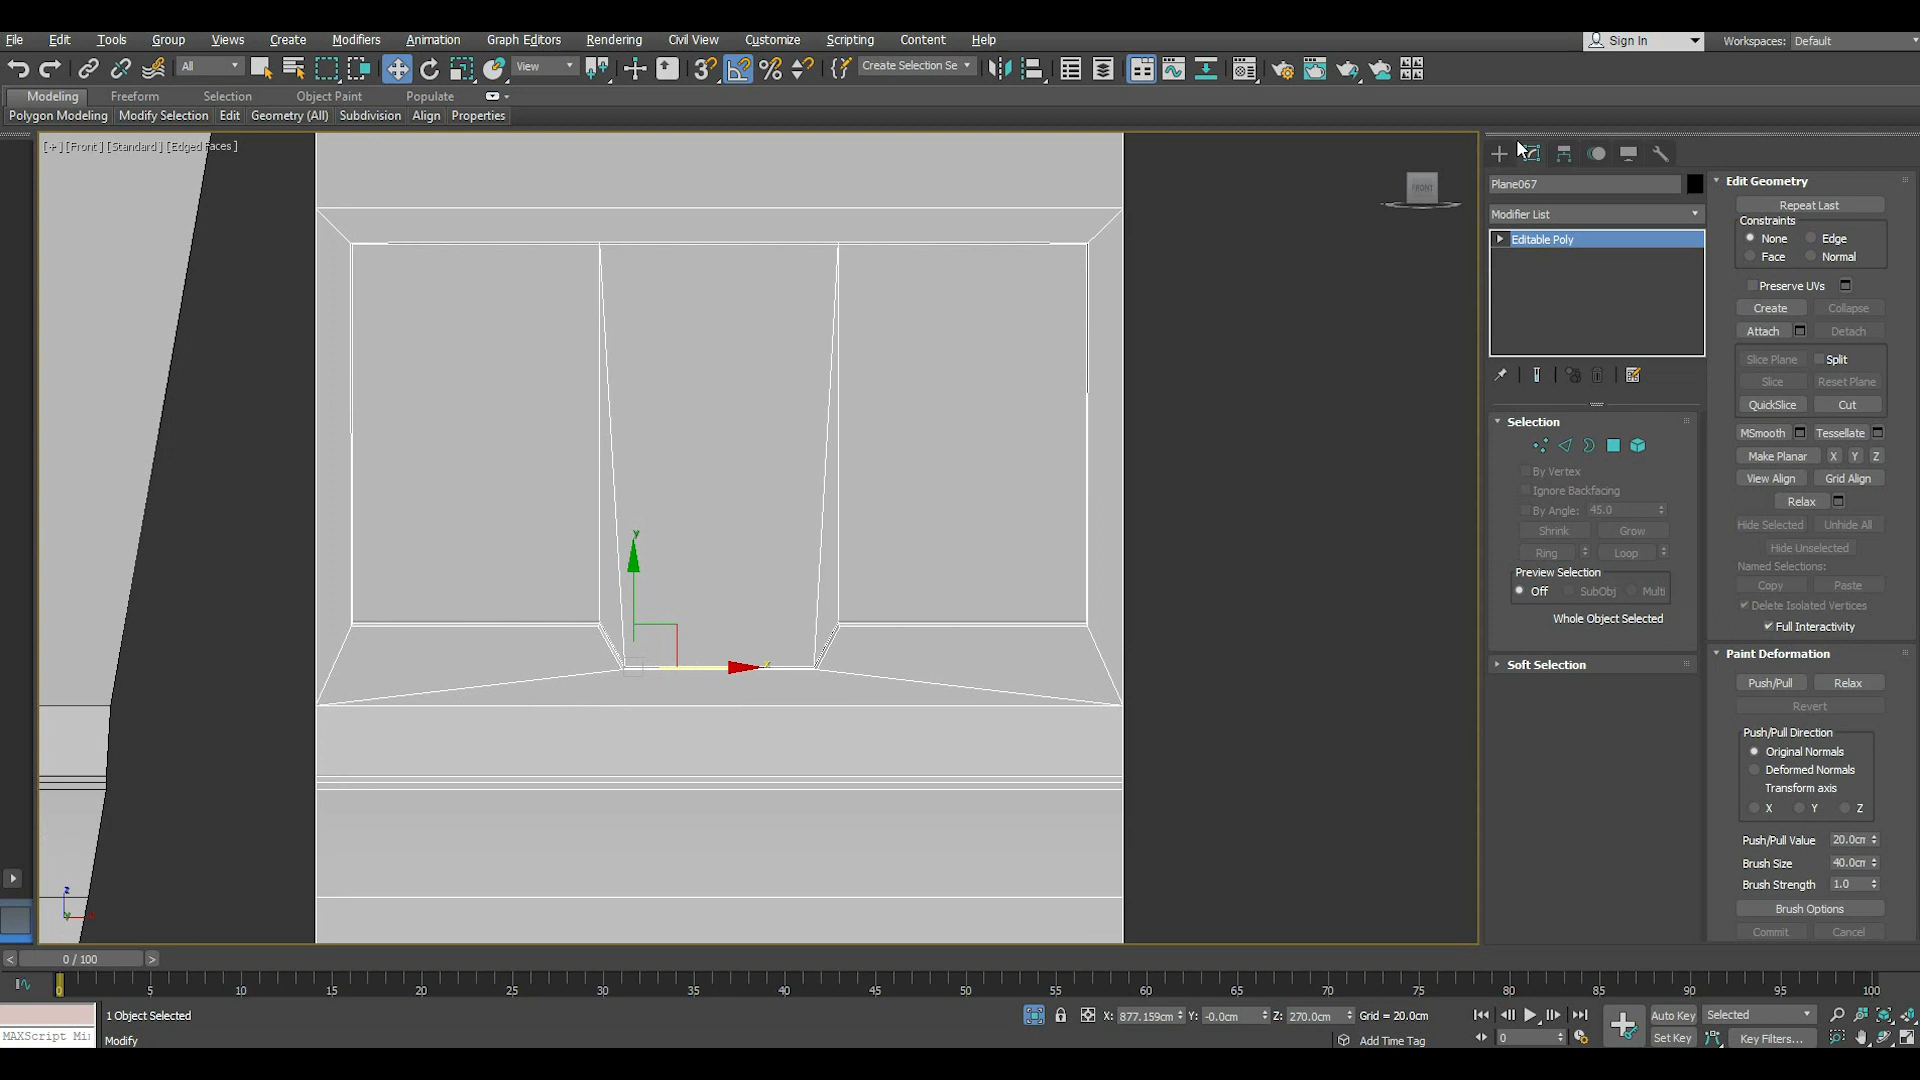 File Edit Tools Group Views Create Modifiers Animation Graph Editors Rendering Civil View Customize Scripting Content Help Sign In Workspaces: Default
All View Create Selection Se
Modeling Freeform Selection Object Paint Populate
Polygon Modeling Modify Selection Edit Geometry (All) Subdivision Align Properties
[+] [Front] [Standard] [Edged Faces]
FRONT
Plane067
Modifier List
Editable Poly
Selection
By Vertex
Ignore Backfacing
By Angle: 45.0
Shrink Grow
Ring Loop
Preview Selection
Off SubObj Multi
Whole Object Selected
Soft Selection
Edit Geometry
Repeat Last
Constraints
None Edge
Face Normal
Preserve UVs
Create Collapse
Attach Detach
Slice Plane Split
Slice Reset Plane
QuickSlice Cut
MSmooth Tessellate
Make Planar X Y Z
View Align Grid Align
Relax
Hide Selected Unhide All
Hide Unselected
Named Selections:
Copy Paste
Delete Isolated Vertices
Full Interactivity
Paint Deformation
Push/Pull Relax
Revert
Push/Pull Direction
Original Normals
Deformed Normals
Transform axis
X Y Z
Push/Pull Value 20.0cm
Brush Size 40.0cm
Brush Strength 1.0
Brush Options
Commit Cancel
y
x
z
y
< 0 / 100 >
0 5 10 15 20 25 30 35 40 45 50 55 60 65 70 75 80 85 90 95 100
1 Object Selected X: 877.159cm Y: -0.0cm Z: 270.0cm Grid = 20.0cm Auto Key Selected
MAXScript Mi Modify Add Time Tag 0 Set Key Key Filters...